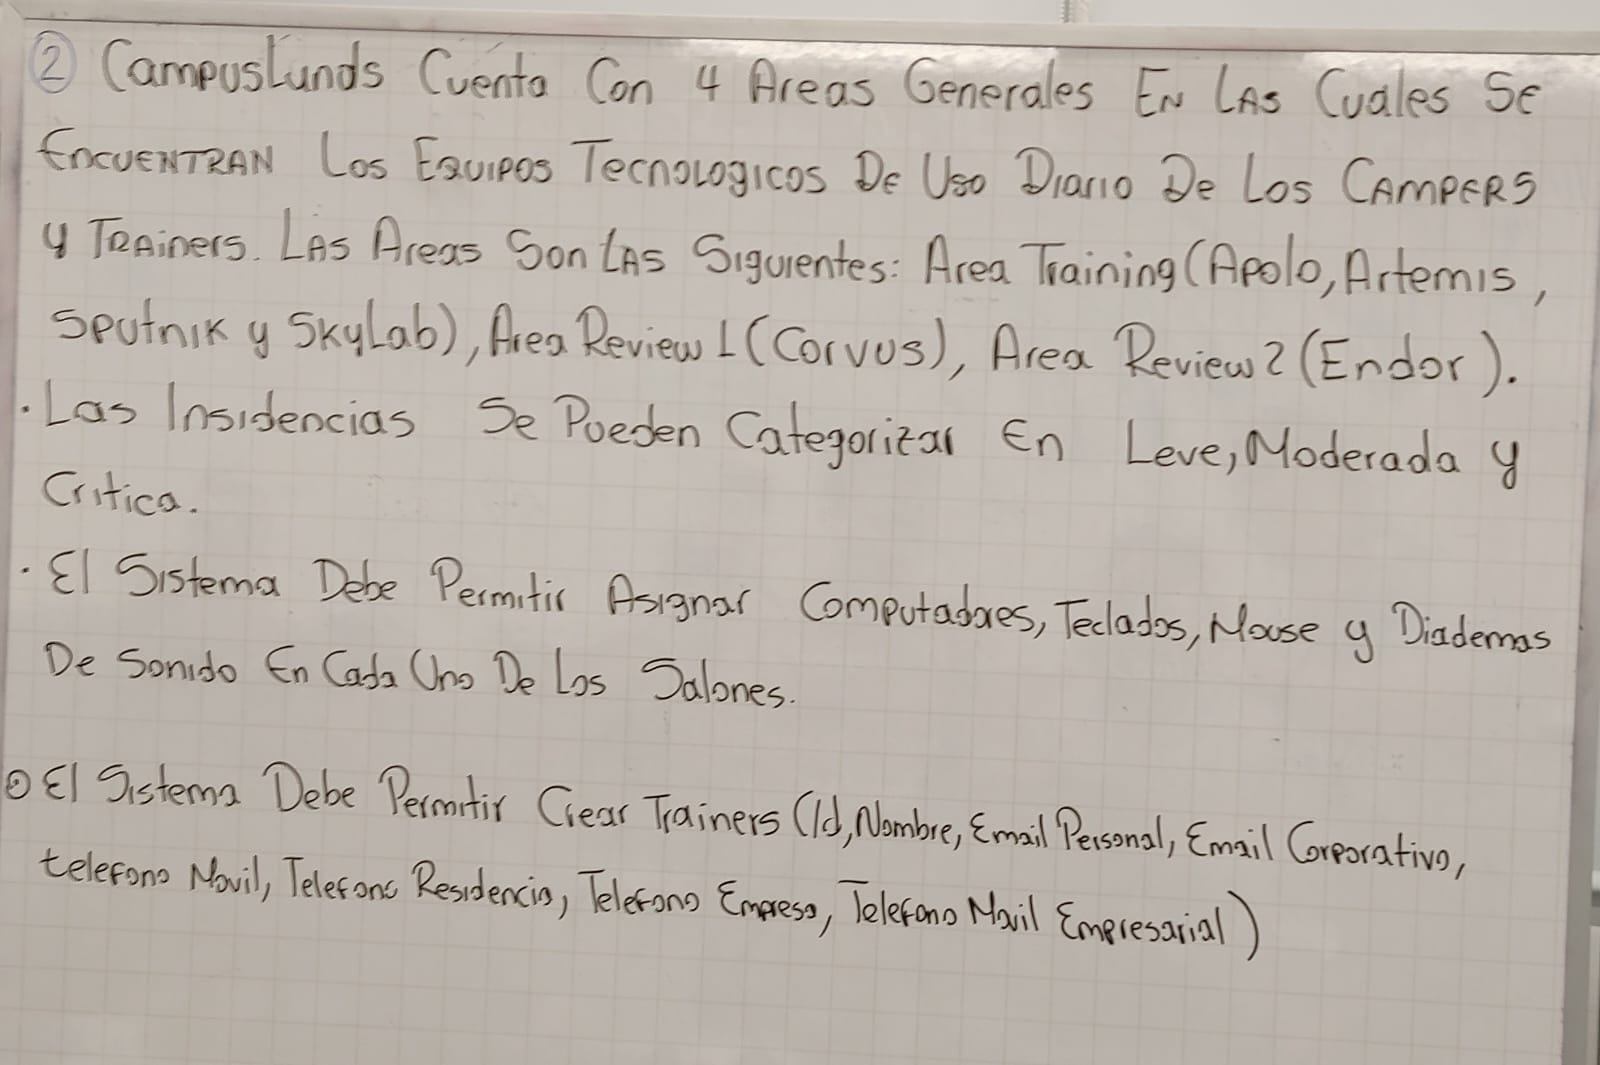 ② CampusLunds Cuenta Con 4 Areas Generales EN LAS Cuales SE
ENCUENTRAN Los EQUIPOS TECNOLOGICOS DE USO DIARIO De Los CAMPERS
y TRAiners. LAS Areas Son LAS Siguientes: Area Training (Apolo, Artemis,
Sputnik y SkyLab), Area Review 1 (Corvus), Area Review 2 (Endor).
· Las Insidencias Se Pueden Categorizar En Leve, Moderada y
Critica.
· El Sistema Debe Permitir Asignar Computadores, Teclados, Mouse y Diademas
De Sonido En Cada Uno De Los Salones.
⊙ El Sistema Debe Permitir Crear Trainers (Id, Nombre, Email Personal, Email Corporativo,
telefono Movil, Telefono Residencia, Telefono Empresa, Telefono Movil Empresarial)